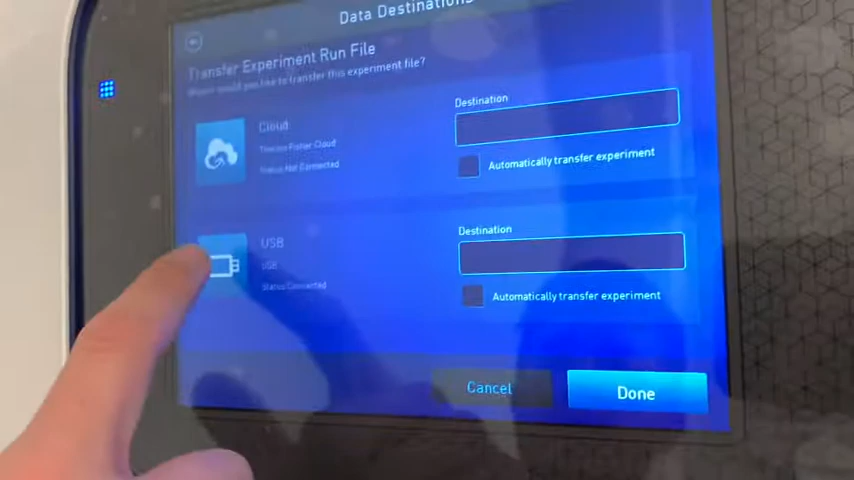 Data Destinations
Transfer Experiment Run File
would you like to transfer this experiment file?
Cloud
Thermo Fisher Cloud
Status: Not Connected
Destination
Automatically transfer experiment
USB
USB
Status: Connected
Destination
Automatically transfer experiment
Cancel
Done